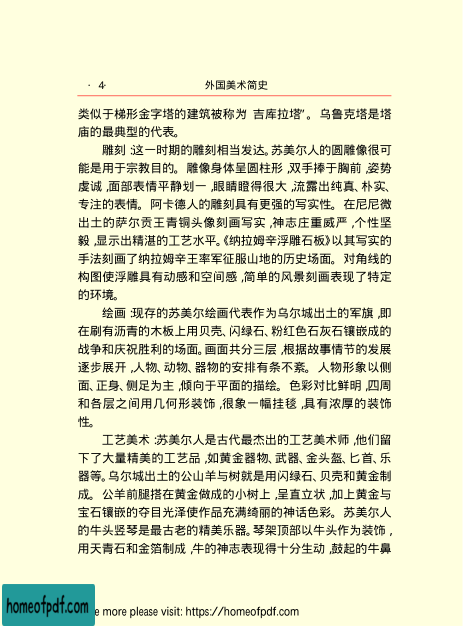 · 4· 外国美术简史
类似于梯形金字塔的建筑被称为“吉库拉塔”。乌鲁克塔是塔
庙的最典型的代表。
雕刻：这一时期的雕刻相当发达。苏美尔人的圆雕像很可
能是用于宗教目的。雕像身体呈圆柱形，双手捧于胸前，姿势
虔诚，面部表情平静划一，眼睛瞪得很大，流露出纯真、朴实、
专注的表情。阿卡德人的雕刻具有更强的写实性。在尼尼微
出土的萨尔贡王青铜头像刻画写实，神志庄重威严，个性坚
毅，显示出精湛的工艺水平。《纳拉姆辛浮雕石板》以其写实的
手法刻画了纳拉姆辛王率军征服山地的历史场面。对角线的
构图使浮雕具有动感和空间感，简单的风景刻画表现了特定
的环境。
绘画：现存的苏美尔绘画代表作为乌尔城出土的军旗，即
在刷有沥青的木板上用贝壳、闪绿石、粉红色石灰石镶嵌成的
战争和庆祝胜利的场面。画面共分三层，根据故事情节的发展
逐步展开，人物、动物、器物的安排有条不紊。人物形象以侧
面、正身、侧足为主，倾向于平面的描绘。色彩对比鲜明，四周
和各层之间用几何形装饰，很象一幅挂毯，具有浓厚的装饰
性。
工艺美术：苏美尔人是古代最杰出的工艺美术师，他们留
下了大量精美的工艺品，如黄金器物、武器、金头盔、匕首、乐
器等。乌尔城出土的公山羊与树就是用闪绿石、贝壳和黄金制
成。公羊前腿搭在黄金做成的小树上，呈直立状，加上黄金与
宝石镶嵌的夺目光泽使作品充满绮丽的神话色彩。苏美尔人
的牛头竖琴是最古老的精美乐器。琴架顶部以牛头作为装饰，
用天青石和金箔制成，牛的神志表现得十分生动，鼓起的牛鼻
homeofpdf.com
e more please visit: https://homeofpdf.com